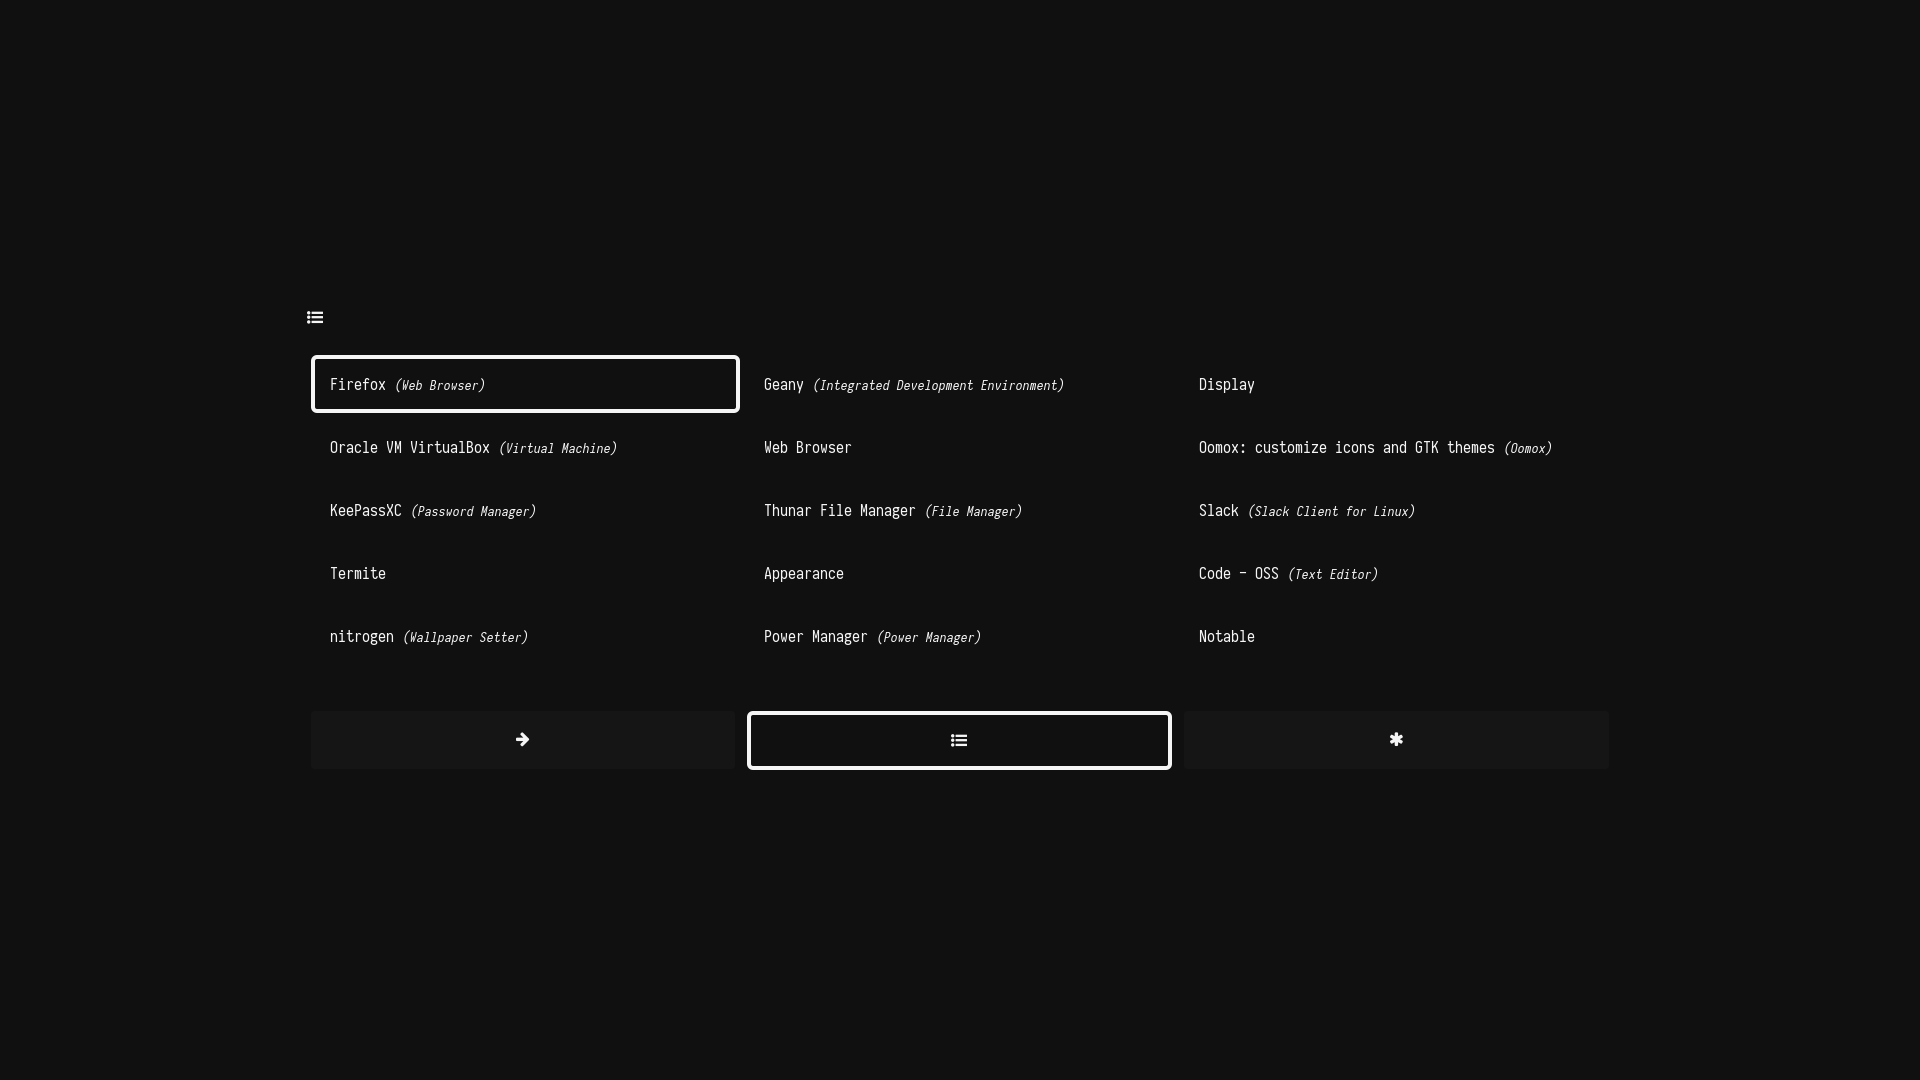 Firefox (Web Browser)
Geany (Integrated Development Environment)
Display
Oracle VM VirtualBox (Virtual Machine)
Web Browser
Oomox: customize icons and GTK themes (Oomox)
KeePassXC (Password Manager)
Thunar File Manager (File Manager)
Slack (Slack Client for Linux)
Termite
Appearance
Code - OSS (Text Editor)
nitrogen (Wallpaper Setter)
Power Manager (Power Manager)
Notable